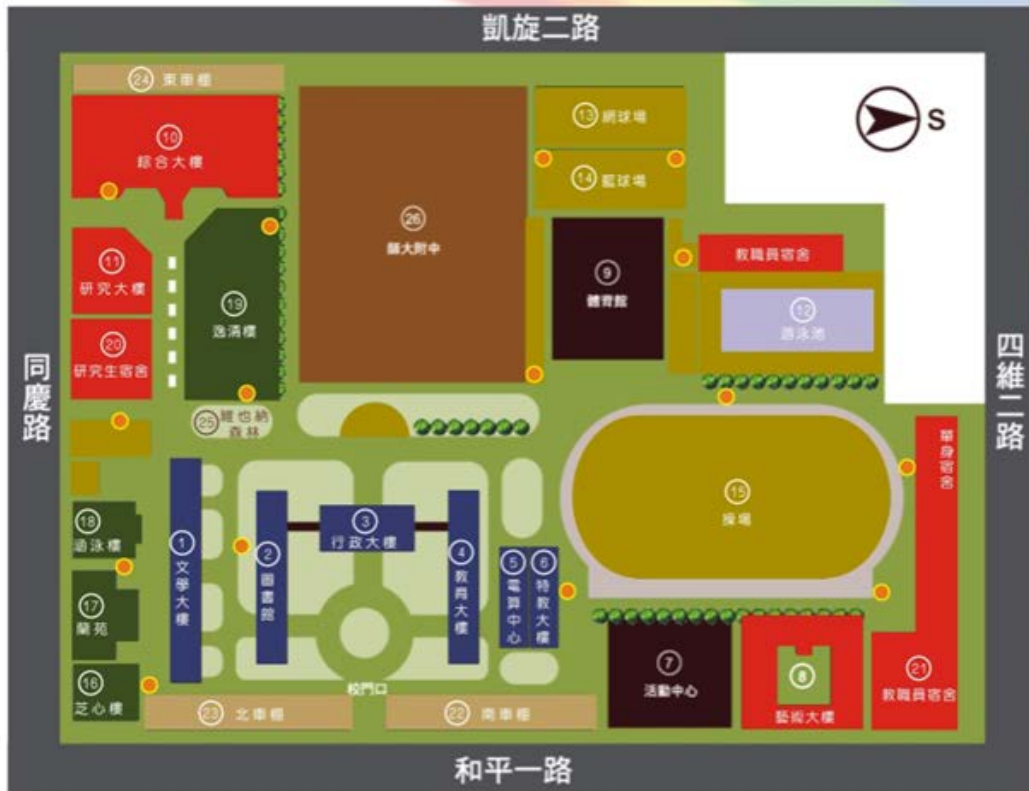 凱旋二路
24 東車棚
10
綜合大樓
13 網球場
14 籃球場
S
26
師大附中
9
體育館
教職員宿舍
12
游泳池
11
研究大樓
19
逸清樓
20
研究生宿舍
同慶路
四維二路
25 維也納
森林
單身宿舍
15
操場
18
涵泳樓
1 文學大樓
2 圖書館
3
行政大樓
4 教育大樓
5 電算中心
6 特教大樓
17
蘭苑
16
芝心樓
校門口
23 北車棚
22 南車棚
7
活動中心
8
藝術大樓
21
教職員宿舍
和平一路